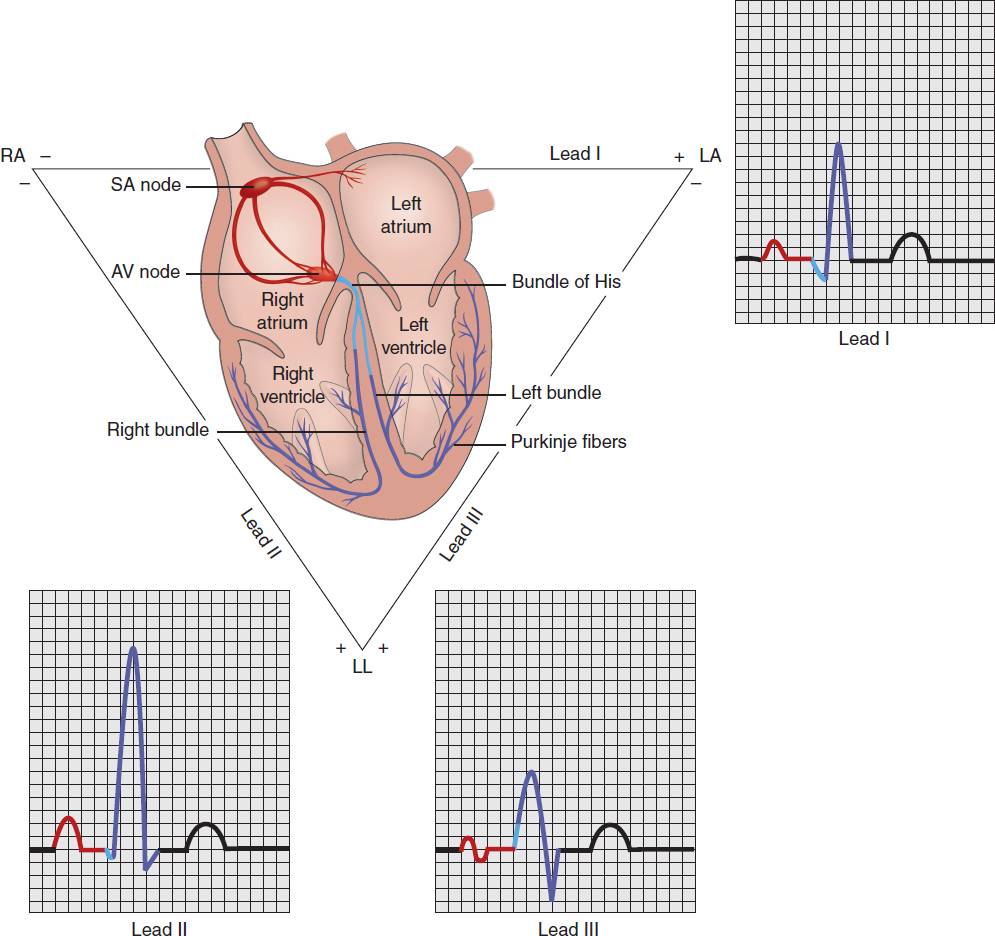 RA –
–
Lead I
+ LA
–
SA node
Left
atrium
AV node
Bundle of His
Right
atrium
Left
ventricle
Lead I
Right
ventricle
Left bundle
Right bundle
Purkinje fibers
Lead II
Lead III
+ +
LL
Lead II
Lead III